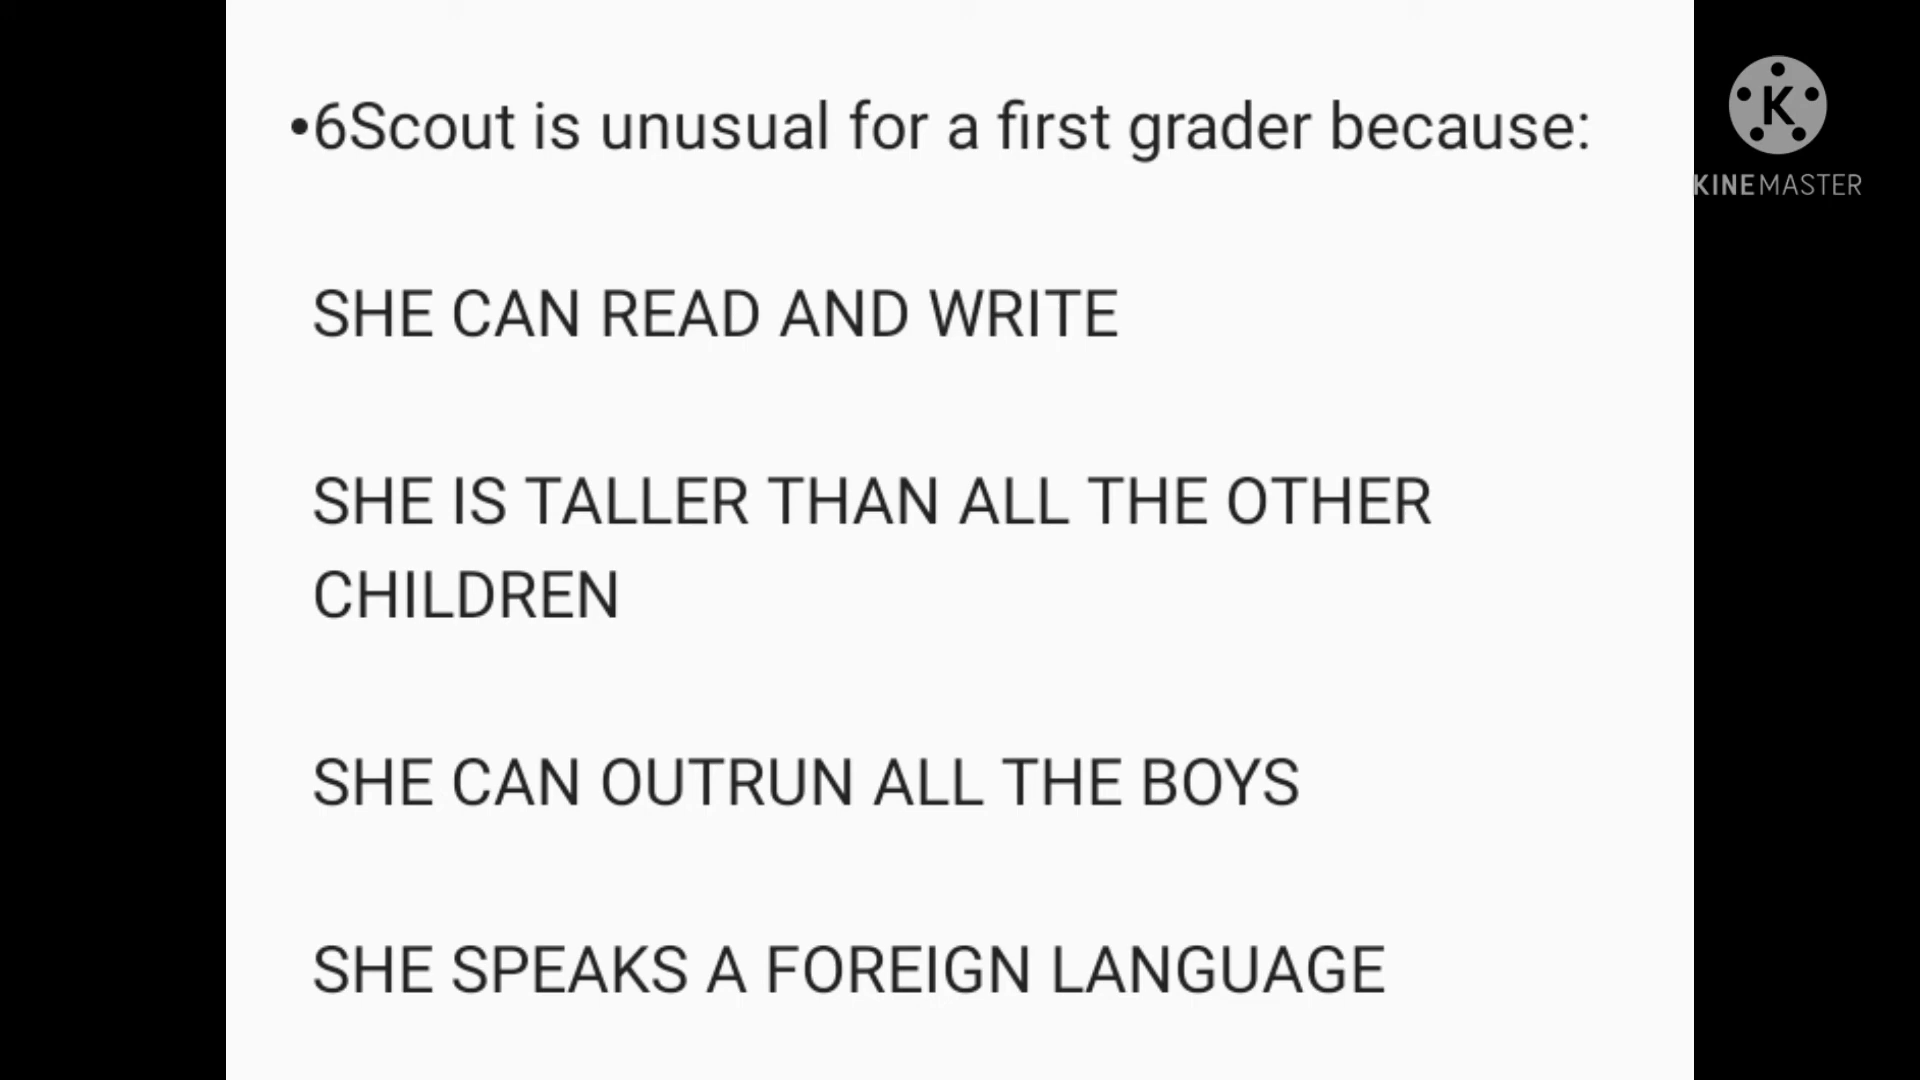 •6Scout is unusual for a first grader because:
K
KINEMASTER
SHE CAN READ AND WRITE
SHE IS TALLER THAN ALL THE OTHER
CHILDREN
SHE CAN OUTRUN ALL THE BOYS
SHE SPEAKS A FOREIGN LANGUAGE